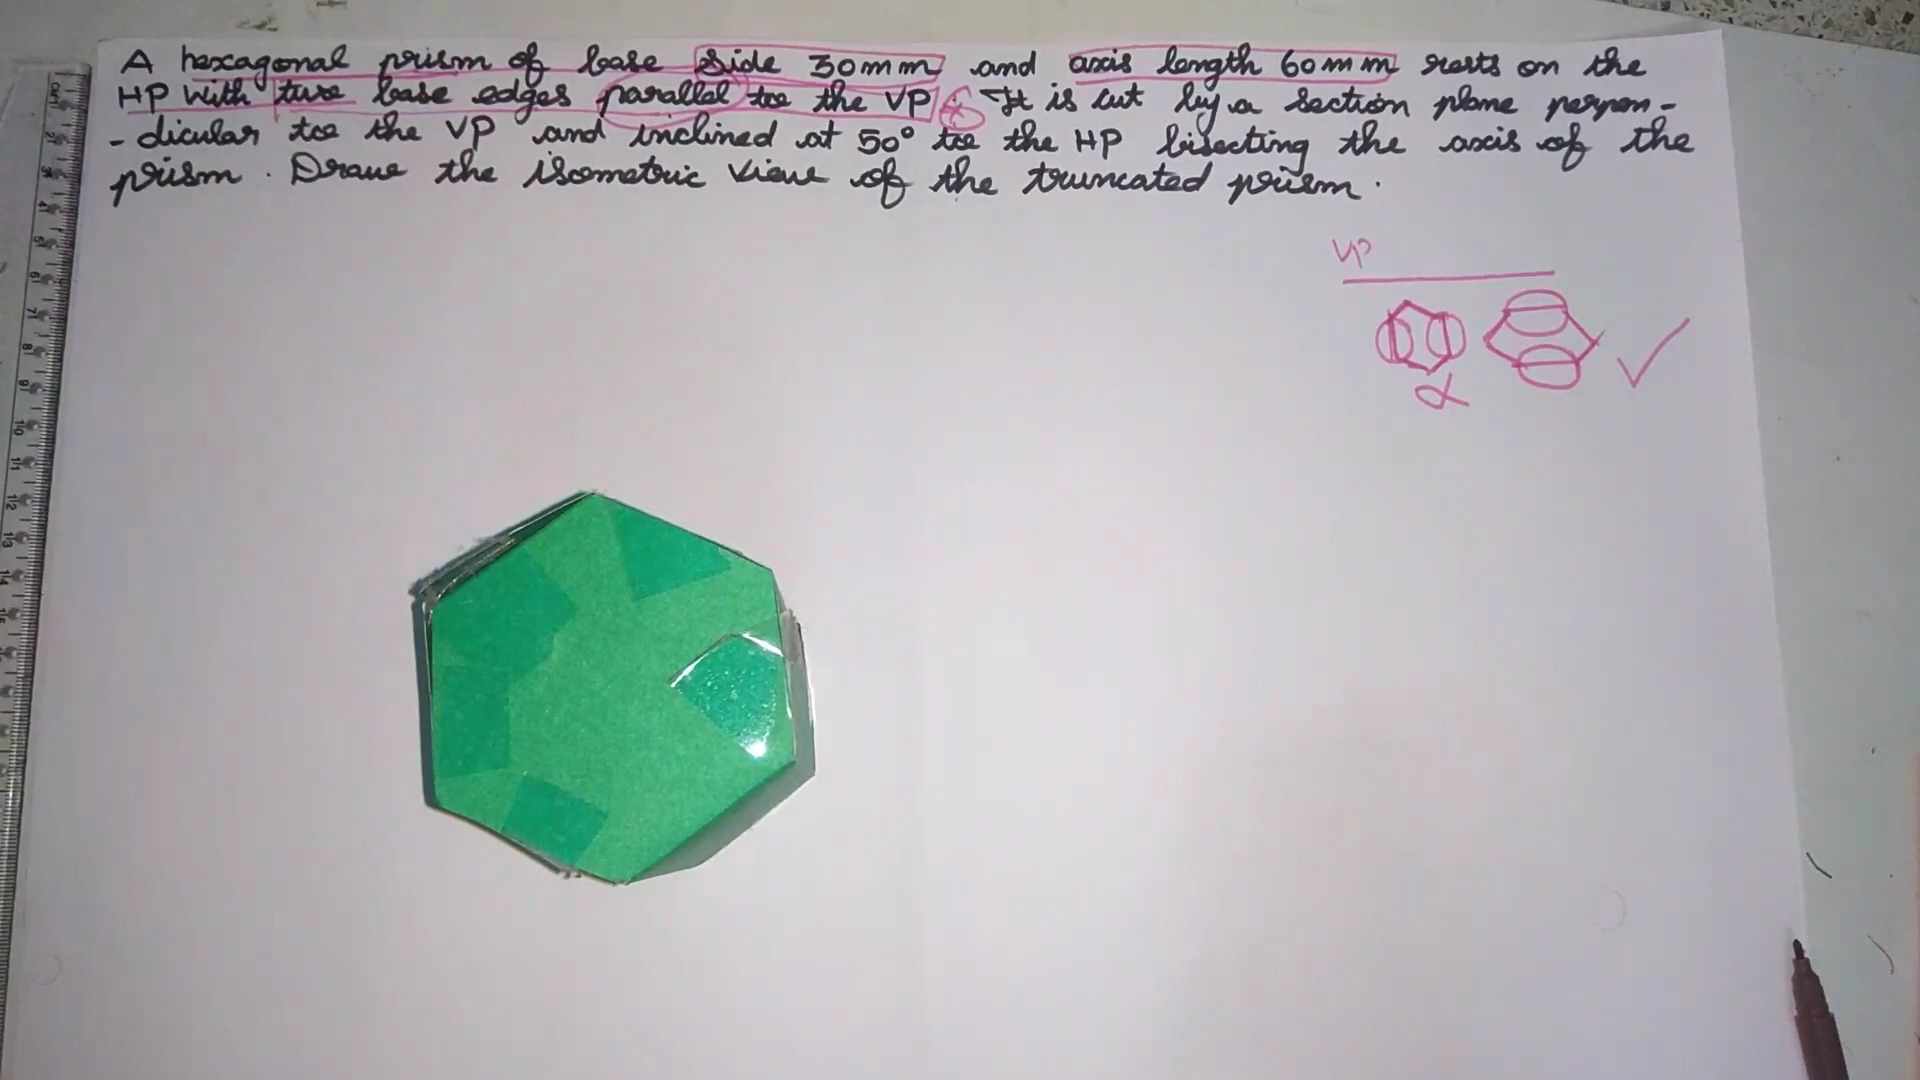 A hexagonal prism of base side 30mm and axis length 60mm rests on the
HP with two base edges parallel to the VP. It is cut by a section plane perpen-
-dicular to the VP and inclined at 50° to the HP bisecting the axis of the
prism. Draw the isometric view of the truncated prism.
VP